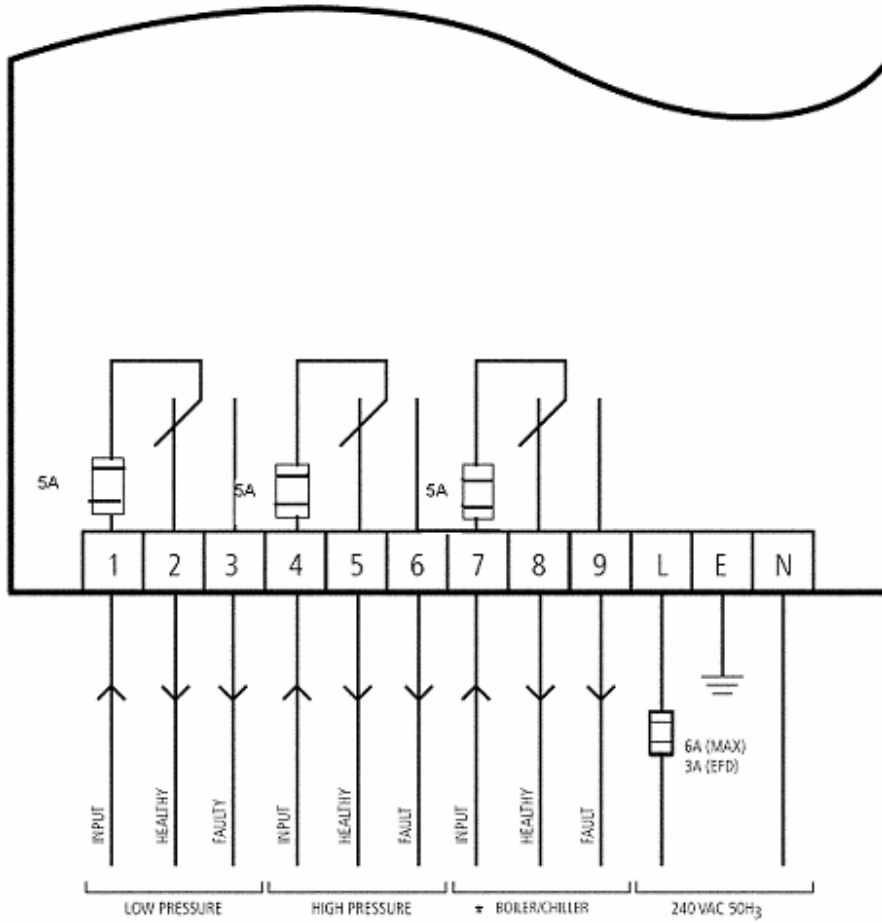 5A
5A
5A
1 2 3 4 5 6 7 8 9 L E N
6A (MAX)
3A (EFD)
INPUT
HEALTHY
FAULTY
INPUT
HEALTHY
FAULT
INPUT
HEALTHY
FAULT
LOW PRESSURE
HIGH PRESSURE
* BOILER/CHILLER
240 VAC 50H3